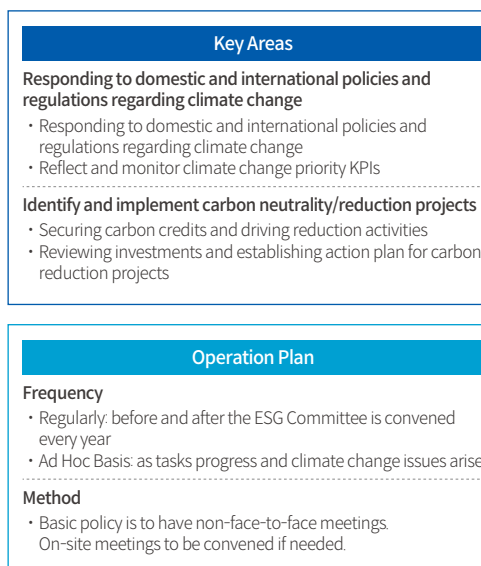 Key Areas
Responding to domestic and international policies and
regulations regarding climate change
· Responding to domestic and international policies and
regulations regarding climate change
· Reflect and monitor climate change priority KPIs
Identify and implement carbon neutrality/reduction projects
· Securing carbon credits and driving reduction activities
· Reviewing investments and establishing action plan for carbon
reduction projects
Operation Plan
Frequency
· Regularly: before and after the ESG Committee is convened
every year
· Ad Hoc Basis: as tasks progress and climate change issues arise
Method
· Basic policy is to have non-face-to-face meetings.
On-site meetings to be convened if needed.